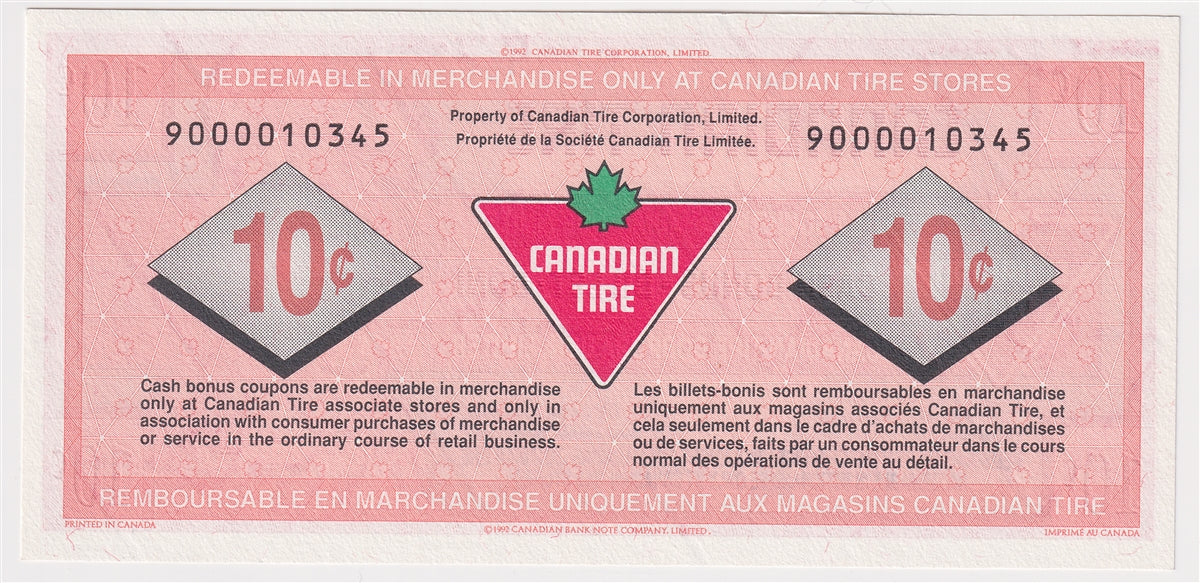 ©1992 CANADIAN TIRE CORPORATION, LIMITED.
REDEEMABLE IN MERCHANDISE ONLY AT CANADIAN TIRE STORES
Property of Canadian Tire Corporation, Limited.
Propriété de la Société Canadian Tire Limitée.
9000010345
9000010345
10¢
CANADIAN
TIRE
10¢
Cash bonus coupons are redeemable in merchandise
only at Canadian Tire associate stores and only in
association with consumer purchases of merchandise
or service in the ordinary course of retail business.
Les billets-bonis sont remboursables en marchandise
uniquement aux magasins associés Canadian Tire, et
cela seulement dans le cadre d'achats de marchandises
ou de services, faits par un consommateur dans le cours
normal des opérations de vente au détail.
REMBOURSABLE EN MARCHANDISE UNIQUEMENT AUX MAGASINS CANADIAN TIRE
PRINTED IN CANADA
©1992 CANADIAN BANK NOTE COMPANY, LIMITED.
IMPRIMÉ AU CANADA